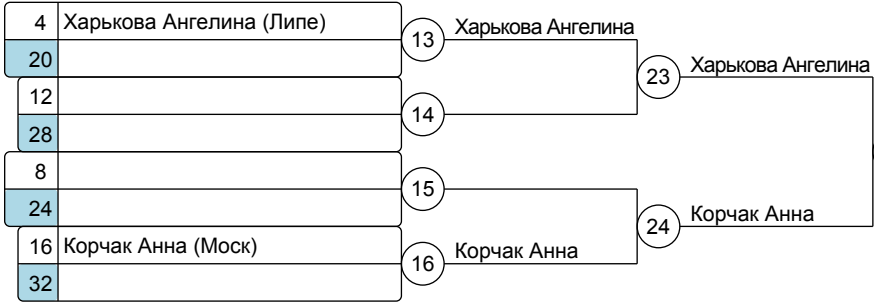 4 Харькова Ангелина (Липе)
13 Харькова Ангелина
20
23 Харькова Ангелина
12
14
28
8
15
24
24 Корчак Анна
16 Корчак Анна (Моск)
16 Корчак Анна
32